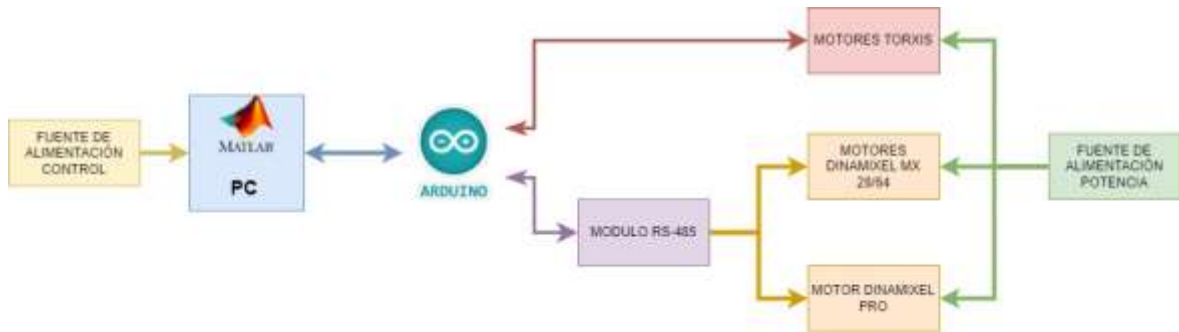 MOTORES TORXIS
FUENTE DE
ALIMENTACIÓN
CONTROL
MATLAB
PC
ARDUINO
MODULO RS-485
MOTORES
DINAMIXEL MX
28/64
MOTOR DINAMIXEL
PRO
FUENTE DE
ALIMENTACIÓN
POTENCIA